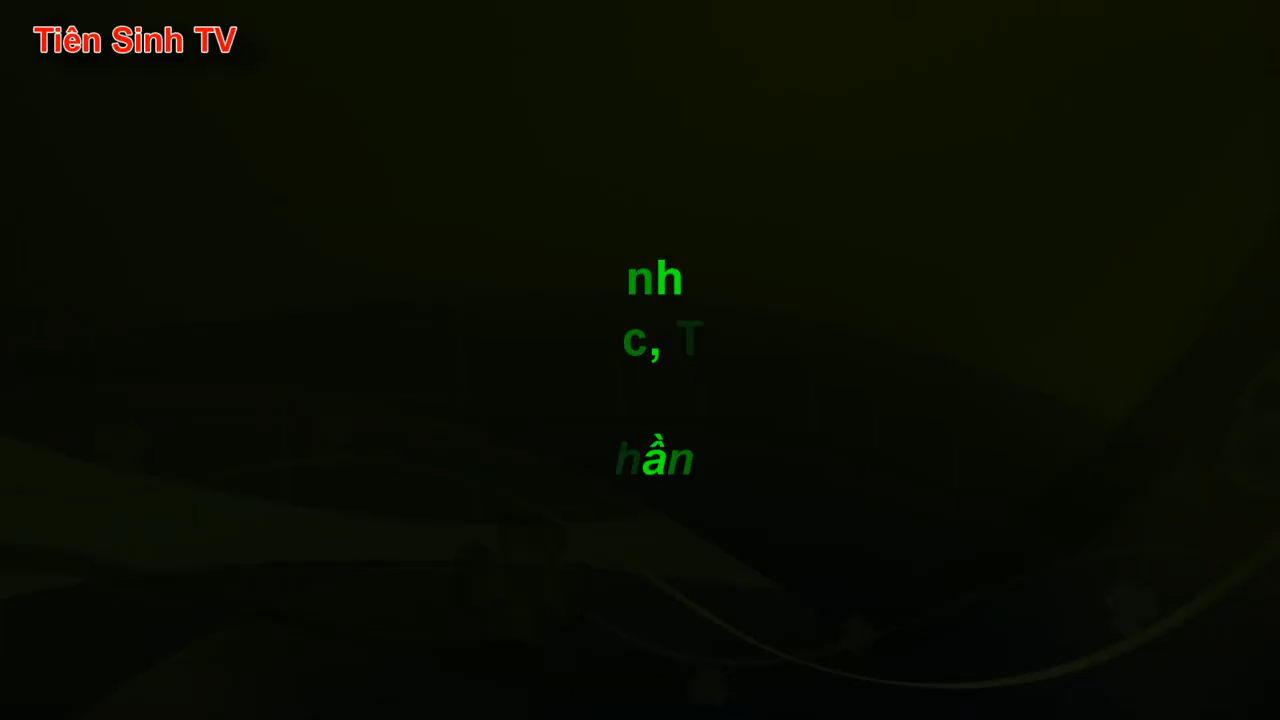 Tiên Sinh TV
nh
c, T
hần